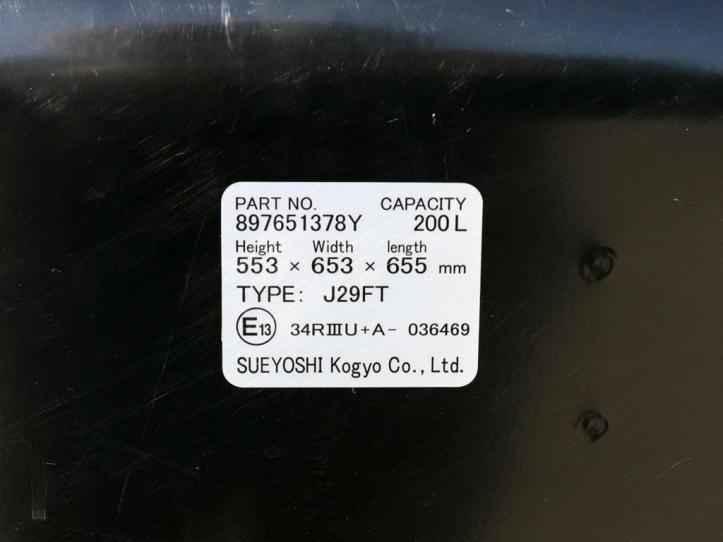 PART NO. CAPACITY
897651378Y 200L
Height Width length
553 × 653 × 655 mm
TYPE: J29FT
E13 34RⅢU+A- 036469
SUEYOSHI Kogyo Co., Ltd.